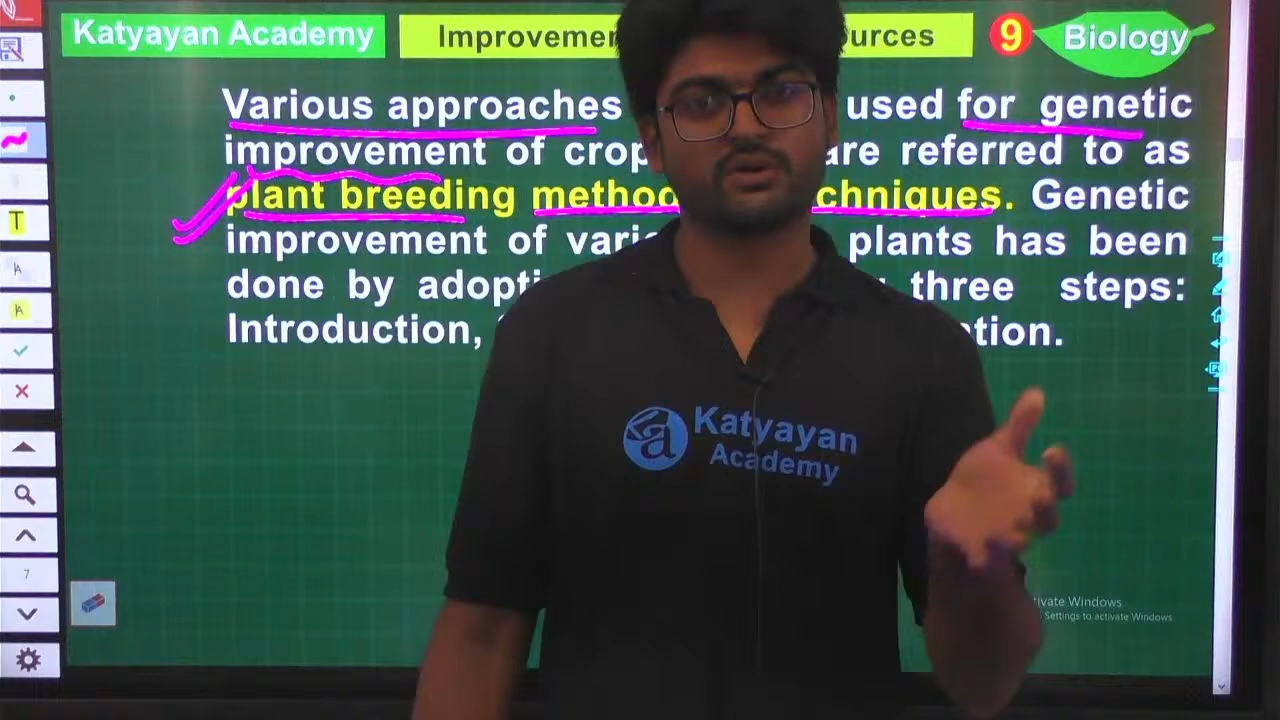 Katyayan Academy
Improvemen urces
9
Biology
Various approaches used for genetic
improvement of crop are referred to as
plant breeding method chniques. Genetic
improvement of vari plants has been
done by adopti three steps:
Introduction, tion.
T
A
A
7
Katyayan
Academy
ivate Windows
Settings to activate Windows